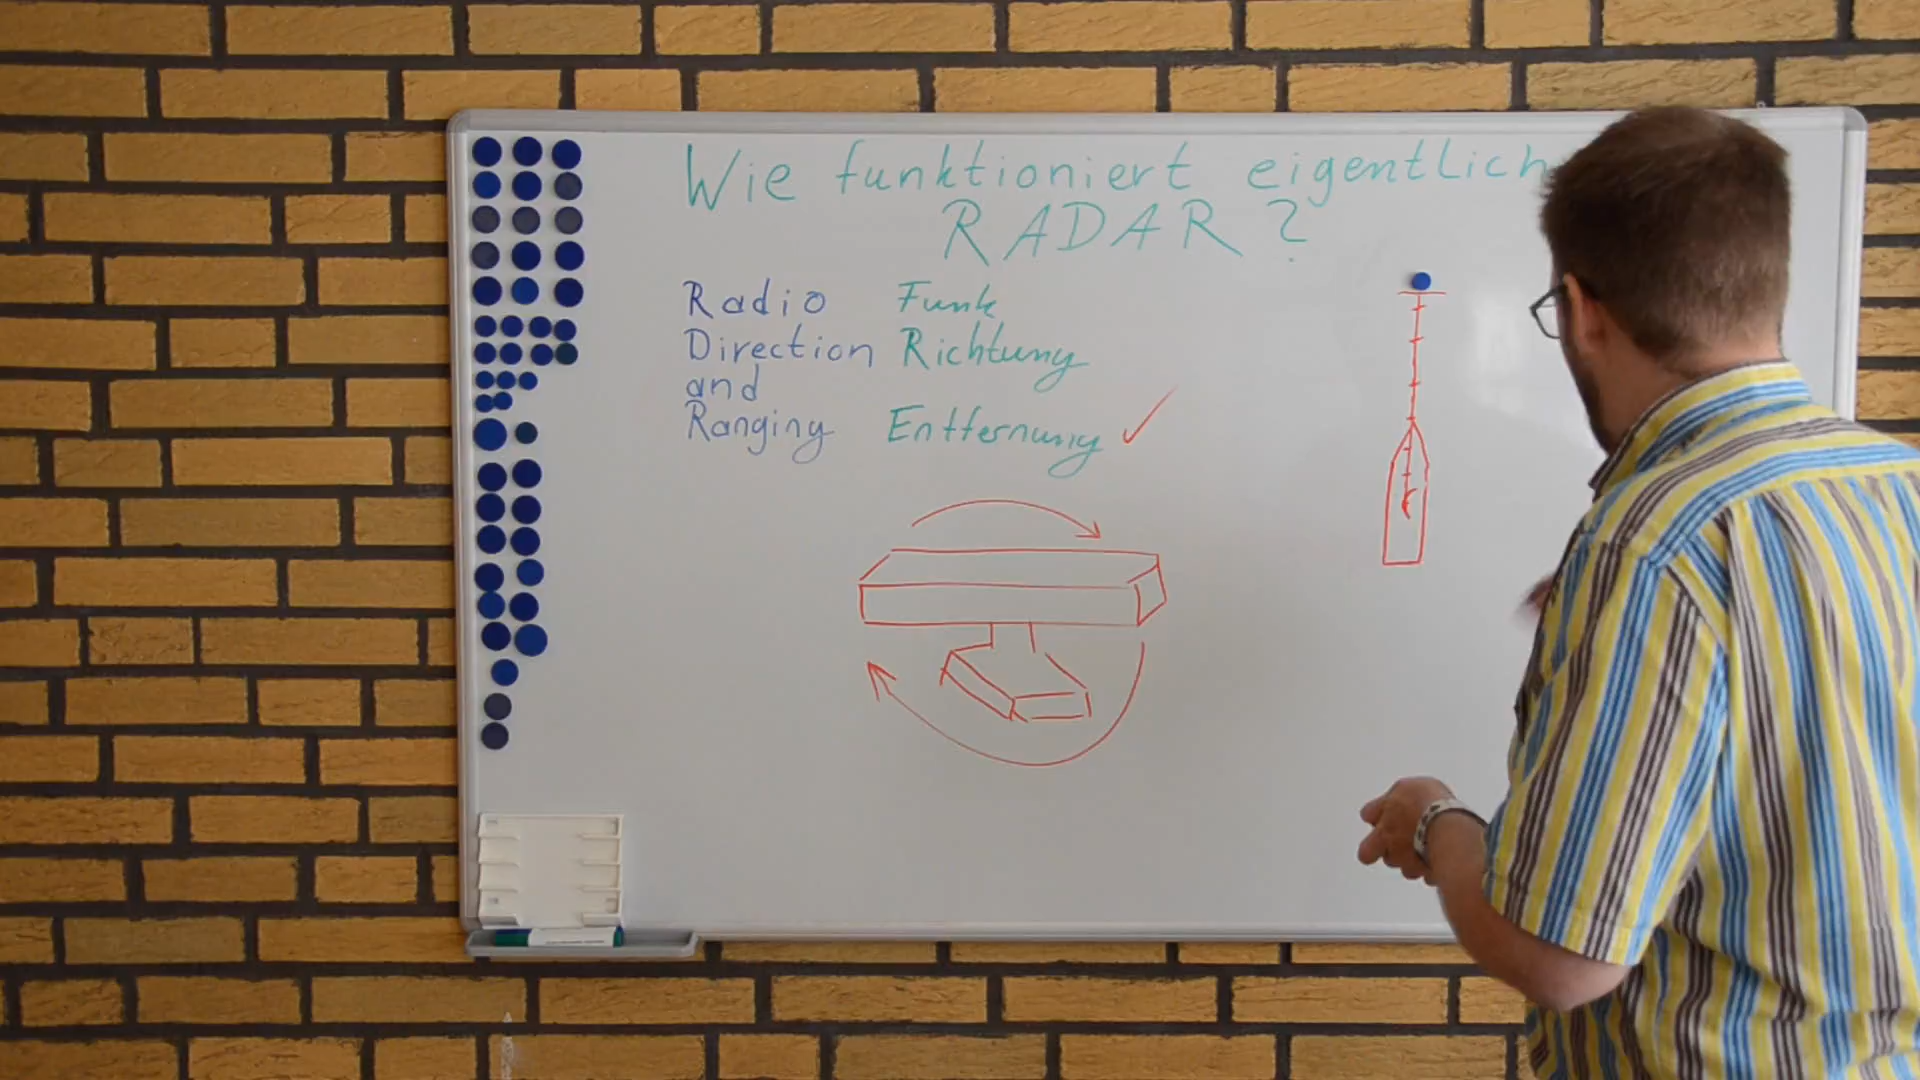 Wie funktioniert eigentlich
RADAR ?
Radio Funk
Direction Richtung
and
Ranging Entfernung ✓